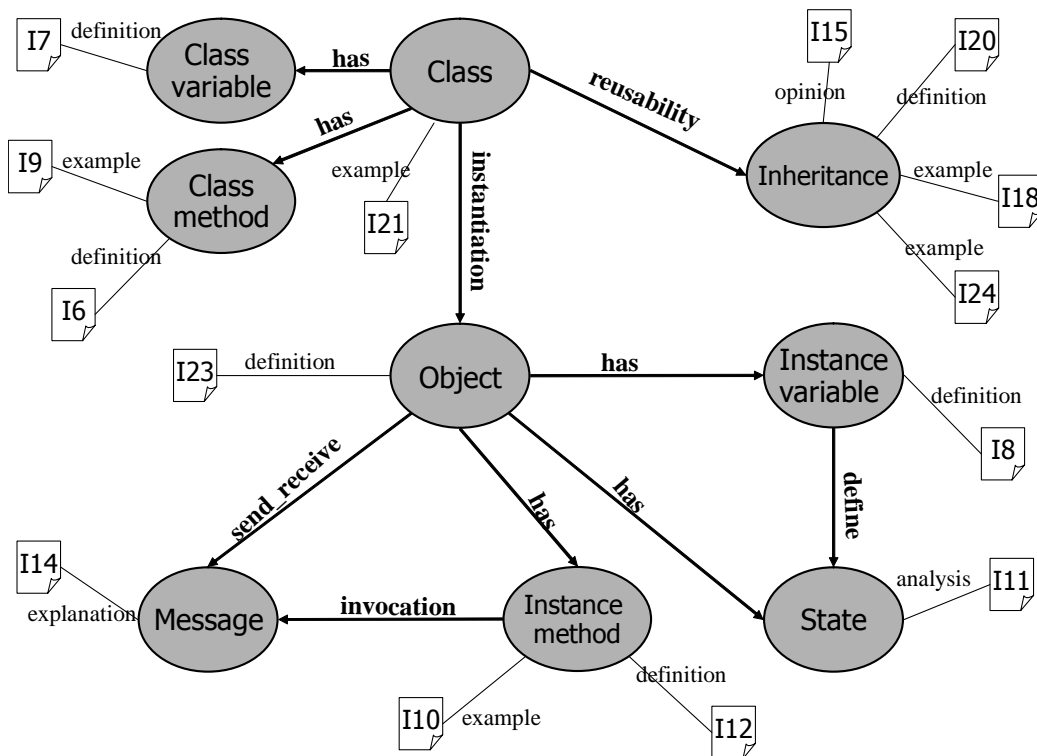 I7
definition
Class
variable
has
Class
reusability
I15
I20
opinion
definition
has
I9
example
Class
method
example
I21
instantiation
Inheritance
example
I18
definition
I6
example
I24
I23
definition
Object
has
Instance
variable
definition
I8
send_receive
has
has
define
I14
explanation
Message
invocation
Instance
method
State
analysis
I11
definition
I10
example
I12